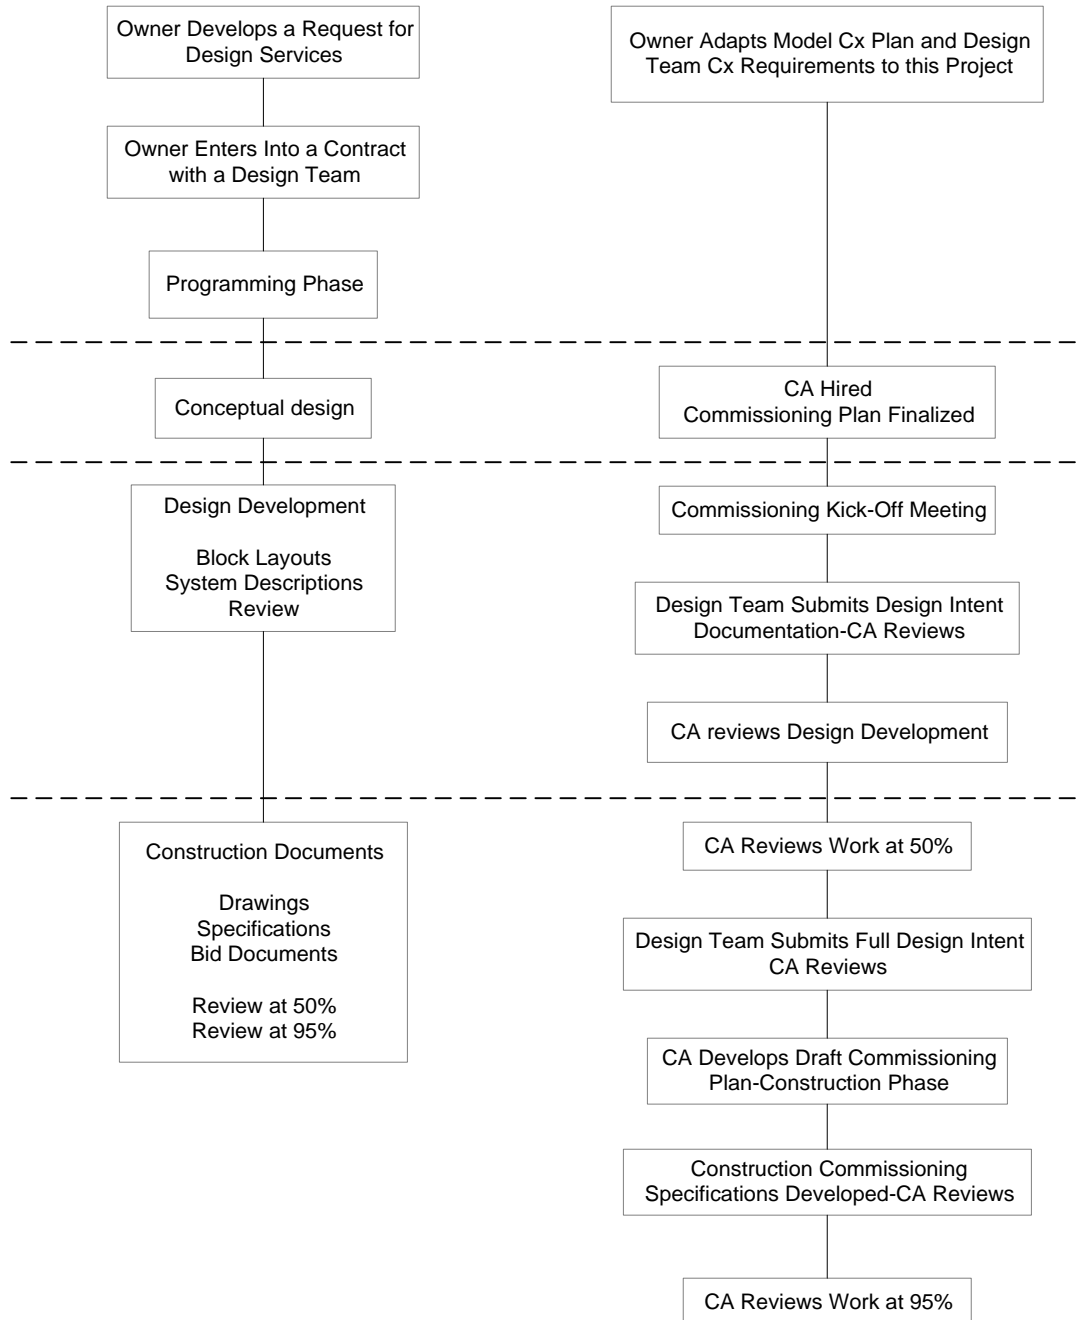 Owner Develops a Request for
Design Services
Owner Adapts Model Cx Plan and Design
Team Cx Requirements to this Project
Owner Enters Into a Contract
with a Design Team
Programming Phase
Conceptual design
CA Hired
Commissioning Plan Finalized
Design Development
Block Layouts
System Descriptions
Review
Commissioning Kick-Off Meeting
Design Team Submits Design Intent
Documentation-CA Reviews
CA reviews Design Development
Construction Documents
Drawings
Specifications
Bid Documents
Review at 50%
Review at 95%
CA Reviews Work at 50%
Design Team Submits Full Design Intent
CA Reviews
CA Develops Draft Commissioning
Plan-Construction Phase
Construction Commissioning
Specifications Developed-CA Reviews
CA Reviews Work at 95%